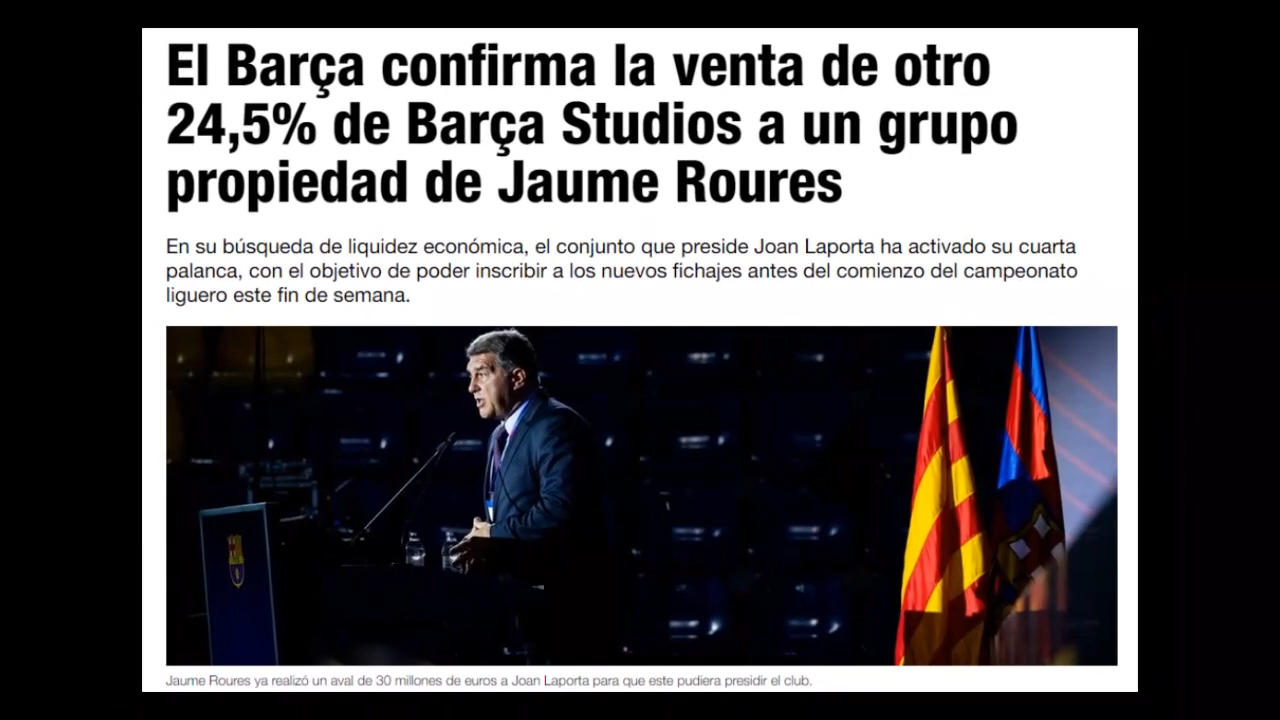 El Barça confirma la venta de otro
24,5% de Barça Studios a un grupo
propiedad de Jaume Roures
En su búsqueda de liquidez económica, el conjunto que preside Joan Laporta ha activado su cuarta
palanca, con el objetivo de poder inscribir a los nuevos fichajes antes del comienzo del campeonato
liguero este fin de semana.
Jaume Roures ya realizó un aval de 30 millones de euros a Joan Laporta para que este pudiera presidir el club.